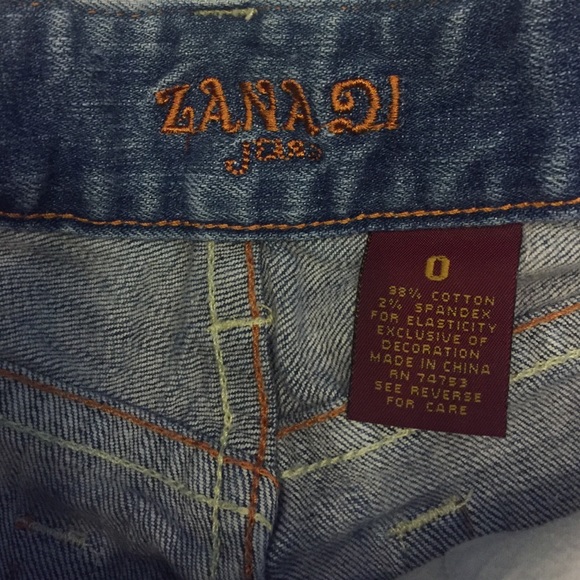 ZANA DI
Jeans
0
98% COTTON
2% SPANDEX
FOR ELASTICITY
EXCLUSIVE OF
DECORATION
MADE IN CHINA
RN 74753
SEE REVERSE
FOR CARE